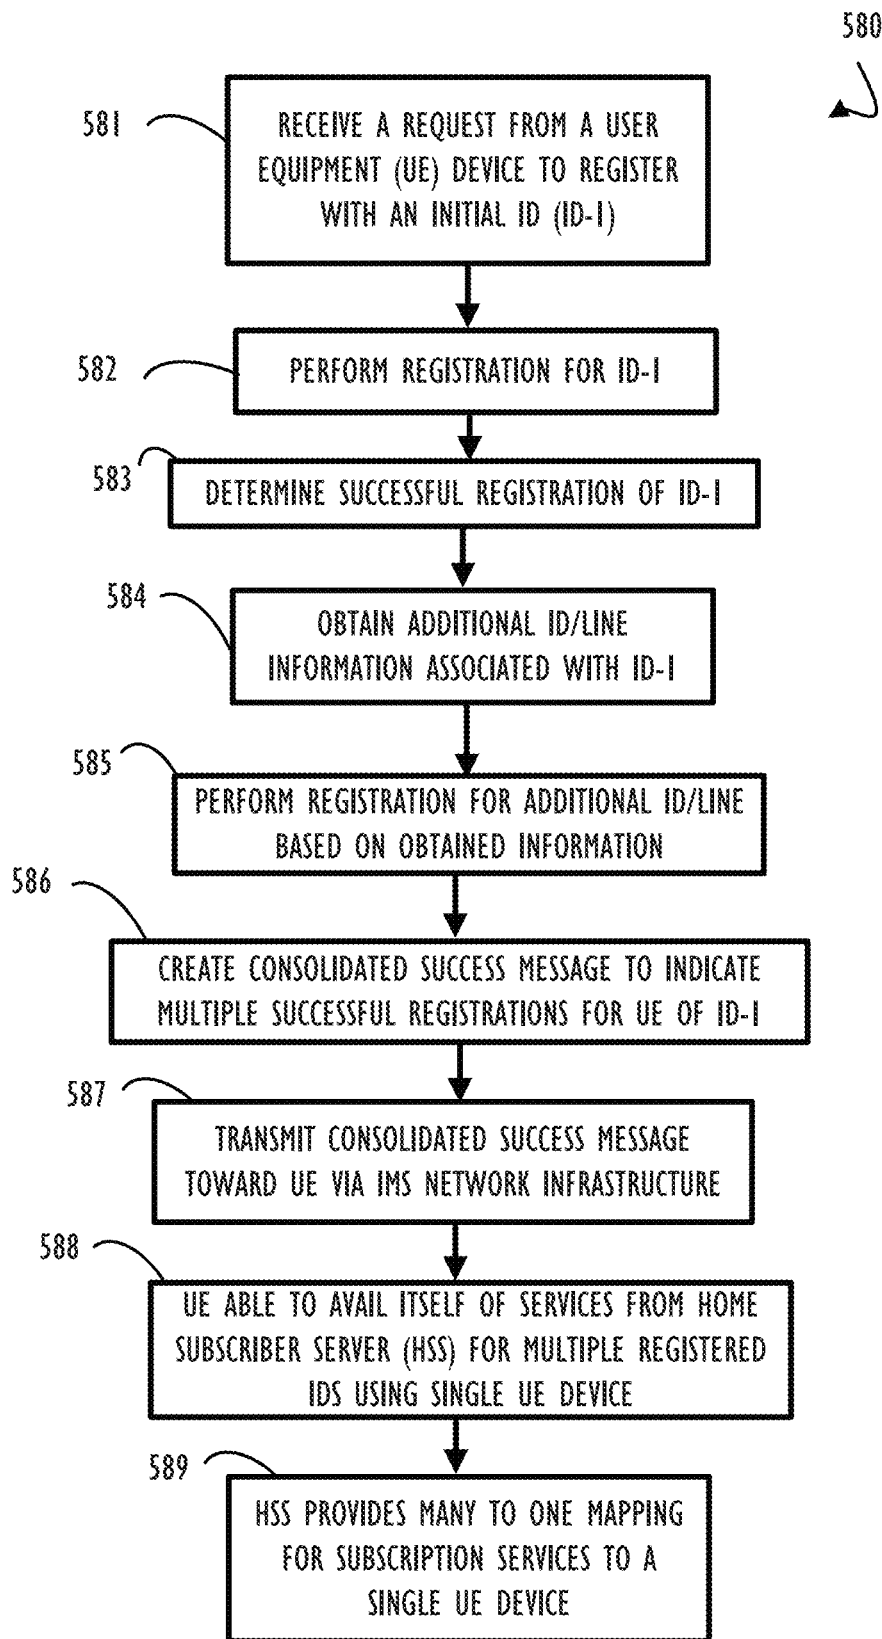 580
581
RECEIVE A REQUEST FROM A USER
EQUIPMENT (UE) DEVICE TO REGISTER
WITH AN INITIAL ID (ID-1)
582
PERFORM REGISTRATION FOR ID-1
583
DETERMINE SUCCESSFUL REGISTRATION OF ID-1
584
OBTAIN ADDITIONAL ID/LINE
INFORMATION ASSOCIATED WITH ID-1
585
PERFORM REGISTRATION FOR ADDITIONAL ID/LINE
BASED ON OBTAINED INFORMATION
586
CREATE CONSOLIDATED SUCCESS MESSAGE TO INDICATE
MULTIPLE SUCCESSFUL REGISTRATIONS FOR UE OF ID-1
587
TRANSMIT CONSOLIDATED SUCCESS MESSAGE
TOWARD UE VIA IMS NETWORK INFRASTRUCTURE
588
UE ABLE TO AVAIL ITSELF OF SERVICES FROM HOME
SUBSCRIBER SERVER (HSS) FOR MULTIPLE REGISTERED
IDS USING SINGLE UE DEVICE
589
HSS PROVIDES MANY TO ONE MAPPING
FOR SUBSCRIPTION SERVICES TO A
SINGLE UE DEVICE